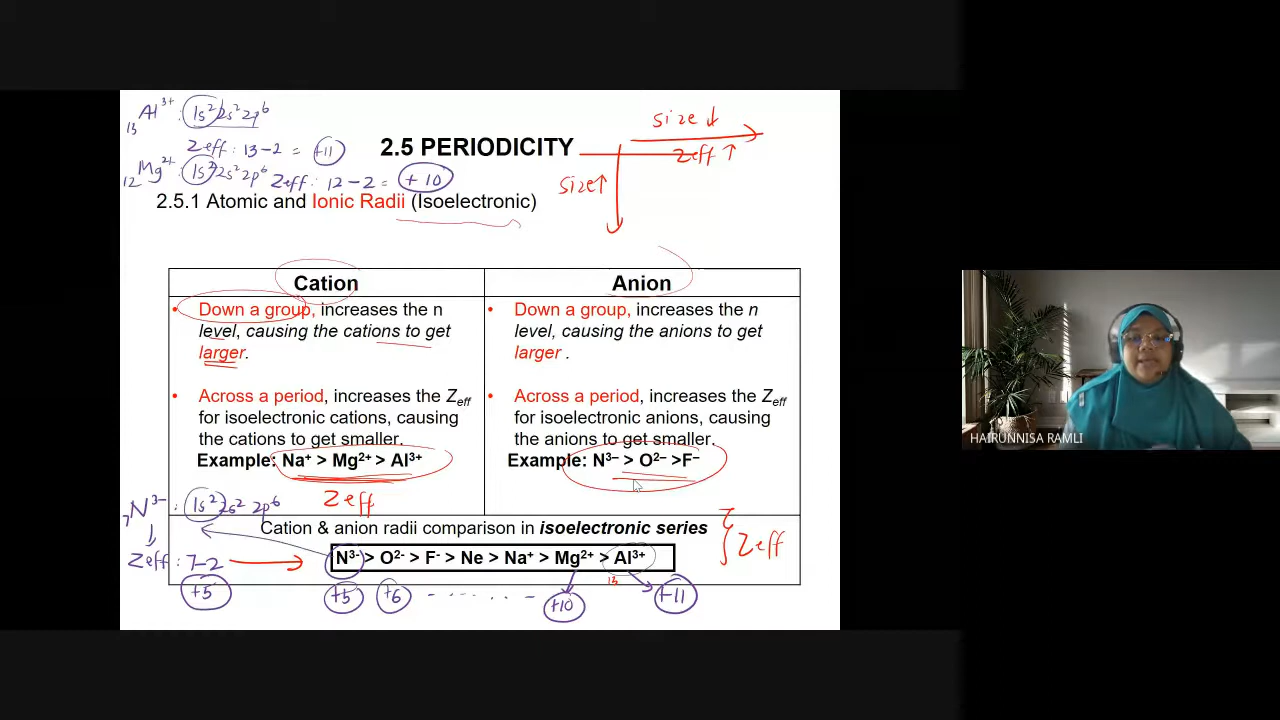 ₁₃Al³⁺ : 1s² 2s² 2p⁶
Zeff : 13 - 2 = +11
₁₂Mg²⁺ : 1s² 2s² 2p⁶ Zeff : 12 - 2 = +10
size ↓
Zeff ↑
size ↑
2.5 PERIODICITY
2.5.1 Atomic and Ionic Radii (Isoelectronic)
Cation
• Down a group, increases the n
level, causing the cations to get
larger.
• Across a period, increases the Zeff
for isoelectronic cations, causing
the cations to get smaller.
Example: Na⁺ > Mg²⁺ > Al³⁺
Zeff
Anion
• Down a group, increases the n
level, causing the anions to get
larger .
• Across a period, increases the Zeff
for isoelectronic anions, causing
the anions to get smaller.
Example: N³⁻ > O²⁻ >F⁻
₇N³⁻ : 1s² 2s² 2p⁶
Zeff : 7-2
+5
Cation & anion radii comparison in isoelectronic series
N³⁻ > O²⁻ > F⁻ > Ne > Na⁺ > Mg²⁺ > Al³⁺
13
+5 +6 - - - - - - - +10 +11
Zeff
HAIRUNNISA RAMLI